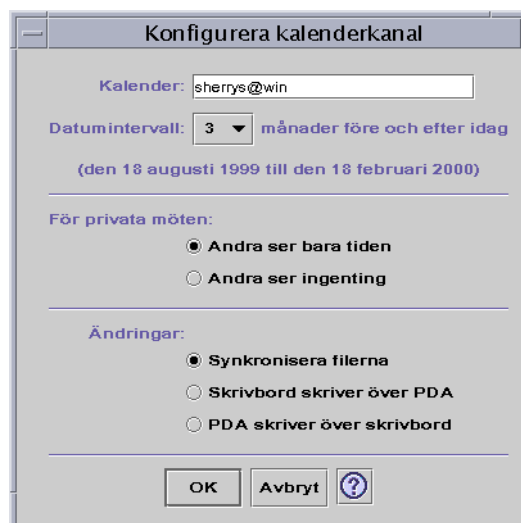 Konfigurera kalenderkanal
Kalender: sherrys@win
Datumintervall: 3 månader före och efter idag
(den 18 augusti 1999 till den 18 februari 2000)
För privata möten:
Andra ser bara tiden
Andra ser ingenting
Ändringar:
Synkronisera filerna
Skrivbord skriver över PDA
PDA skriver över skrivbord
OK Avbryt ?